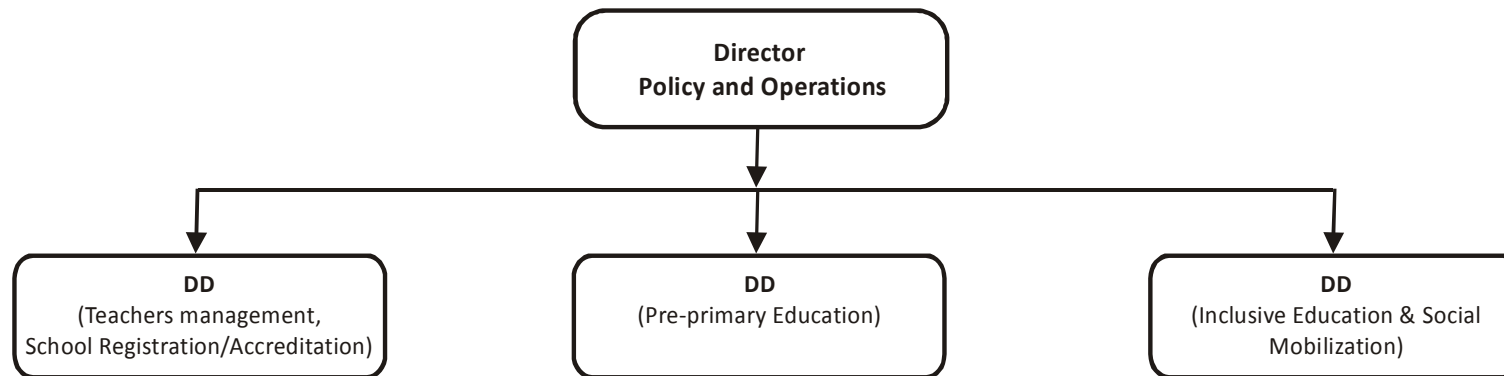 Director
Policy and Operations
DD
(Teachers management,
School Registration/Accreditation)
DD
(Pre-primary Education)
DD
(Inclusive Education & Social
Mobilization)